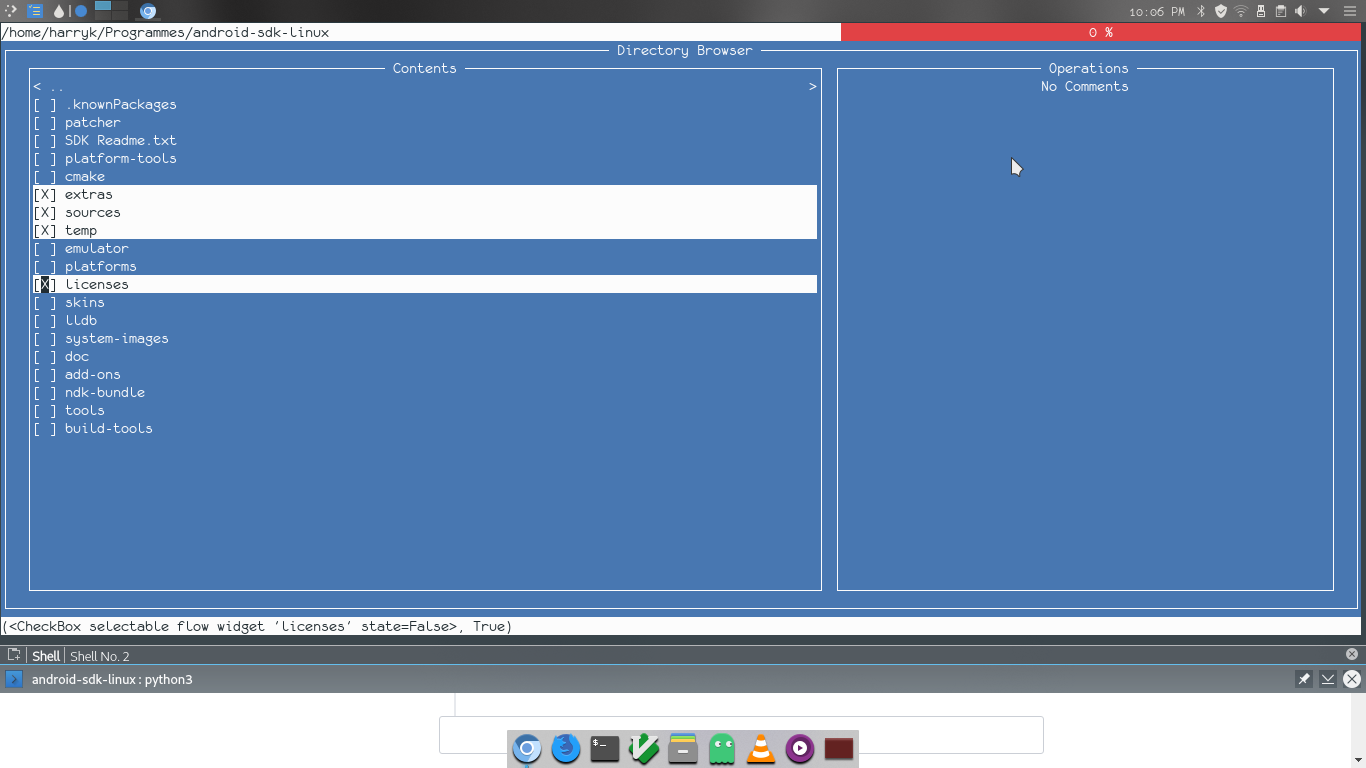 10:06 PM
/home/harryk/Programmes/android-sdk-linux
0 %
Directory Browser
Contents
< .. >
[ ] .knownPackages
[ ] patcher
[ ] SDK Readme.txt
[ ] platform-tools
[ ] cmake
[X] extras
[X] sources
[X] temp
[ ] emulator
[ ] platforms
[X] licenses
[ ] skins
[ ] lldb
[ ] system-images
[ ] doc
[ ] add-ons
[ ] ndk-bundle
[ ] tools
[ ] build-tools
Operations
No Comments
(<CheckBox selectable flow widget 'licenses' state=False>, True)
Shell
Shell No. 2
android-sdk-linux : python3